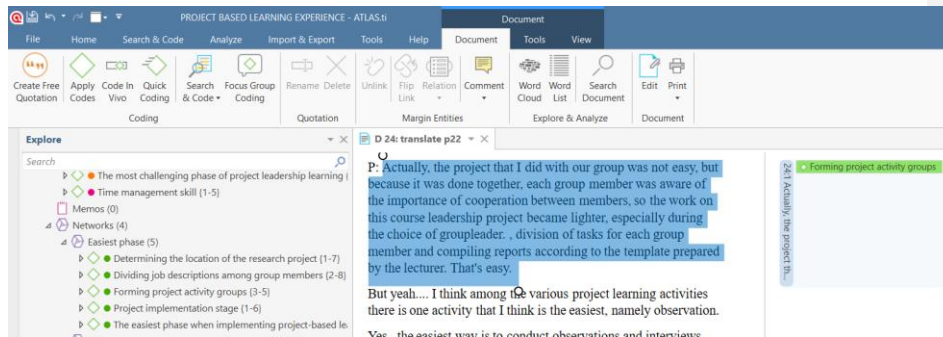 PROJECT BASED LEARNING EXPERIENCE - ATLAS.ti
Document
File Home Search & Code Analyze Import & Export Tools Help Document Tools View
Create Free Quotation
Apply Codes
Code In Vivo
Quick Coding
Search & Code
Focus Group Coding
Rename Delete
Unlink
Flip Link
Relation
Comment
Word Cloud
Word List
Search Document
Edit Print
Coding Quotation Margin Entities Explore & Analyze Document
Explore
Search
The most challenging phase of project leadership learning (
Time management skill (1-5)
Memos (0)
Networks (4)
Easiest phase (5)
Determining the location of the research project (1-7)
Dividing job descriptions among group members (2-8)
Forming project activity groups (3-5)
Project implementation stage (1-6)
The easiest phase when implementing project-based le
D 24: translate p22
P: Actually, the project that I did with our group was not easy, but
because it was done together, each group member was aware of
the importance of cooperation between members, so the work on
this course leadership project became lighter, especially during
the choice of groupleader. , division of tasks for each group
member and compiling reports according to the template prepared
by the lecturer. That's easy.
But yeah.... I think among the various project learning activities
there is one activity that I think is the easiest, namely observation.
Yes.. the easiest way is to conduct observations and interviews
24:1 Actually, the project th...
Forming project activity groups